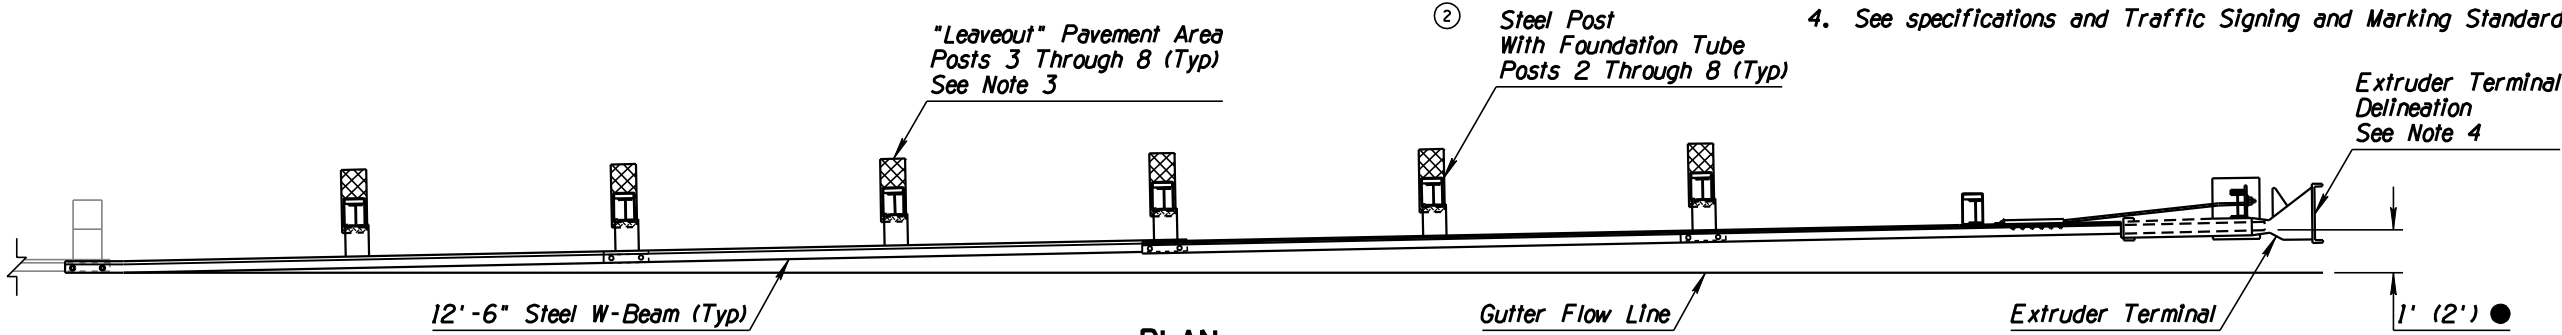 "Leaveout" Pavement Area
Posts 3 Through 8 (Typ)
See Note 3
2
Steel Post
With Foundation Tube
Posts 2 Through 8 (Typ)
4. See specifications and Traffic Signing and Marking Standard
Extruder Terminal
Delineation
See Note 4
12'-6" Steel W-Beam (Typ)
Gutter Flow Line
Extruder Terminal
1' (2') ●
PLAN